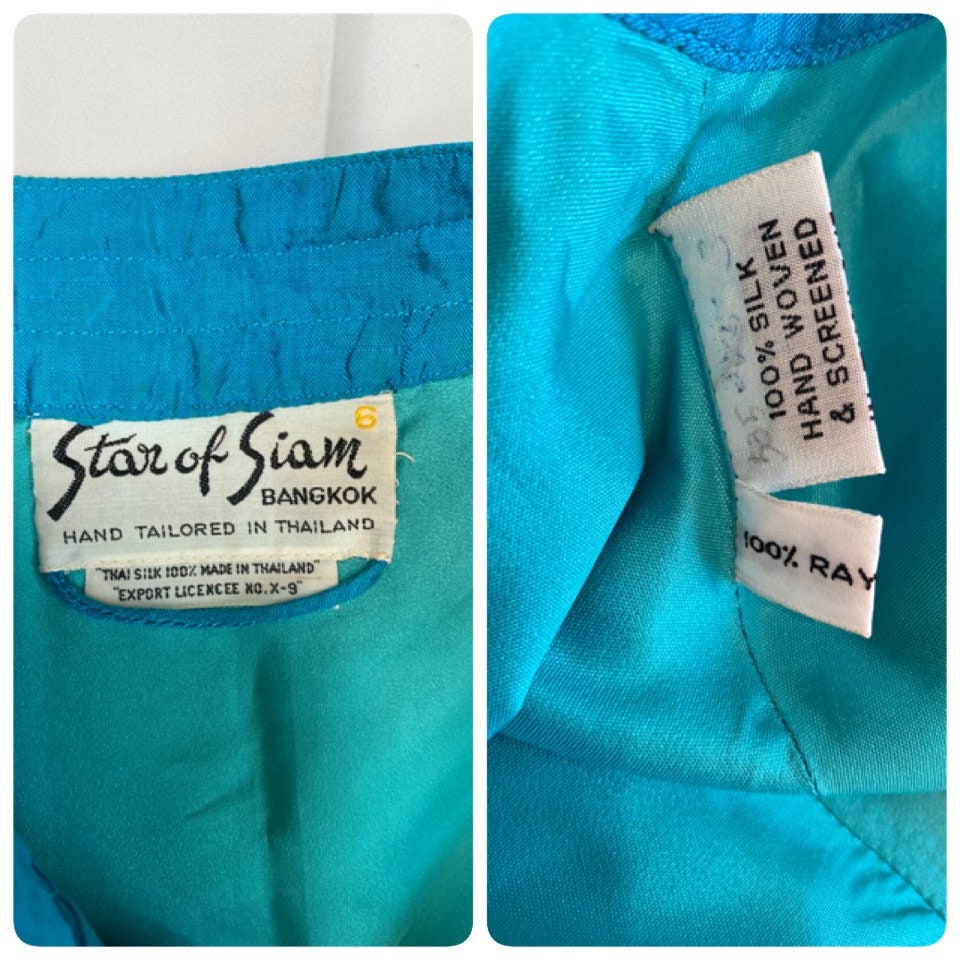 6
Star of Siam
BANGKOK
HAND TAILORED IN THAILAND
"THAI SILK 100% MADE IN THAILAND"
"EXPORT LICENCEE NO. X-9"
100% SILK
HAND WOVEN
& SCREENED
100% RAY